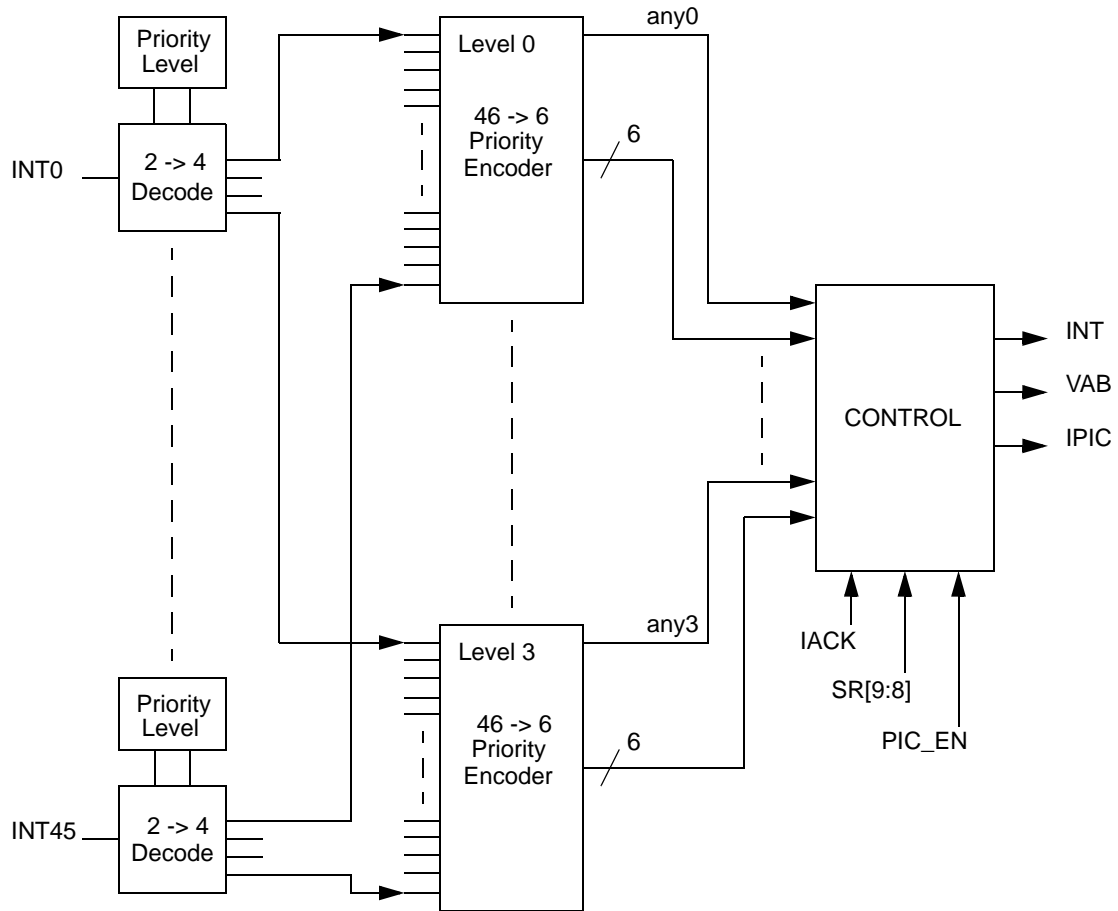 Priority
Level
INT0
2 -> 4
Decode
Level 0
46 -> 6
Priority
Encoder
any0
6
CONTROL
INT
VAB
IPIC
IACK
SR[9:8]
PIC_EN
Priority
Level
INT45
2 -> 4
Decode
Level 3
46 -> 6
Priority
Encoder
any3
6